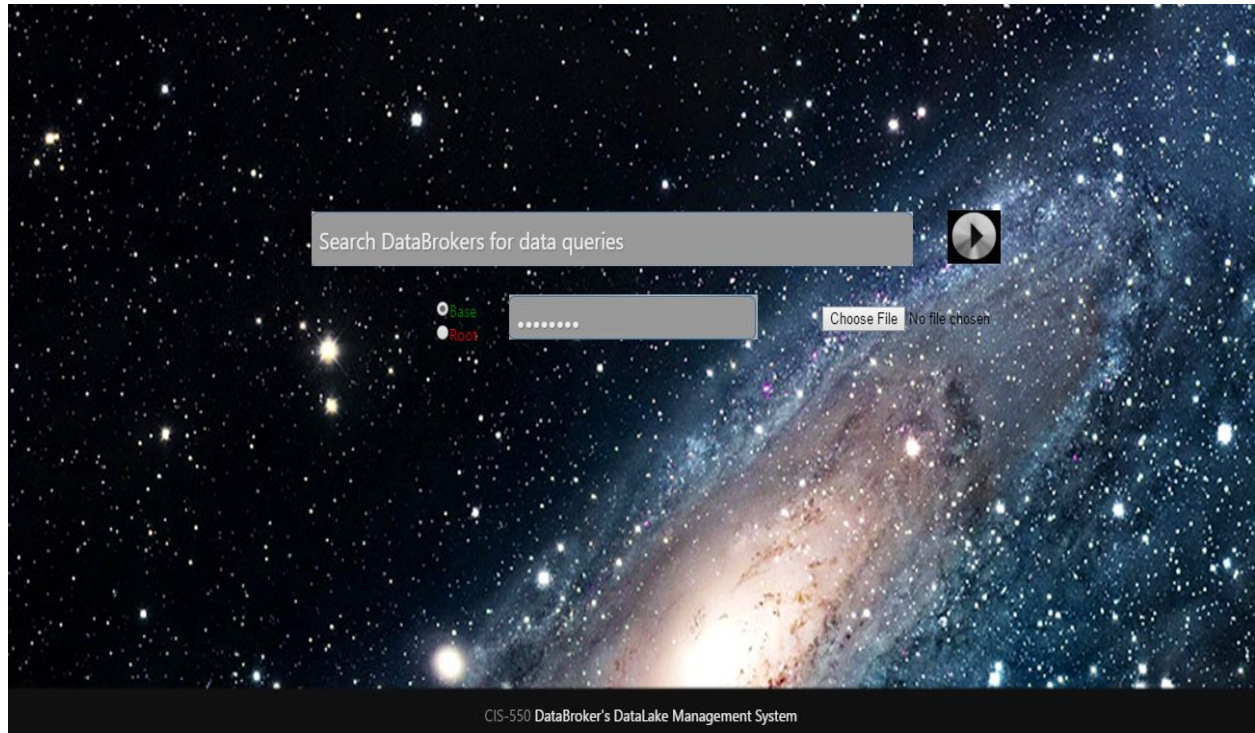 Search DataBrokers for data queries
Base
••••••••
Choose File No file chosen
Root
CIS-550 DataBroker's DataLake Management System